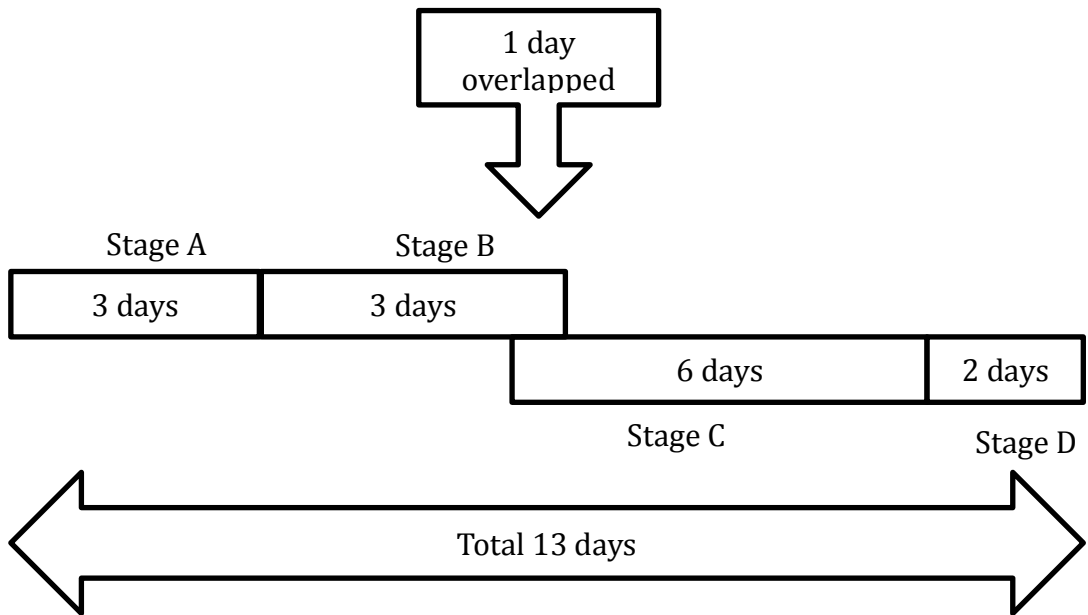 1 day
overlapped
Stage A
Stage B
3 days
3 days
6 days
2 days
Stage C
Stage D
Total 13 days